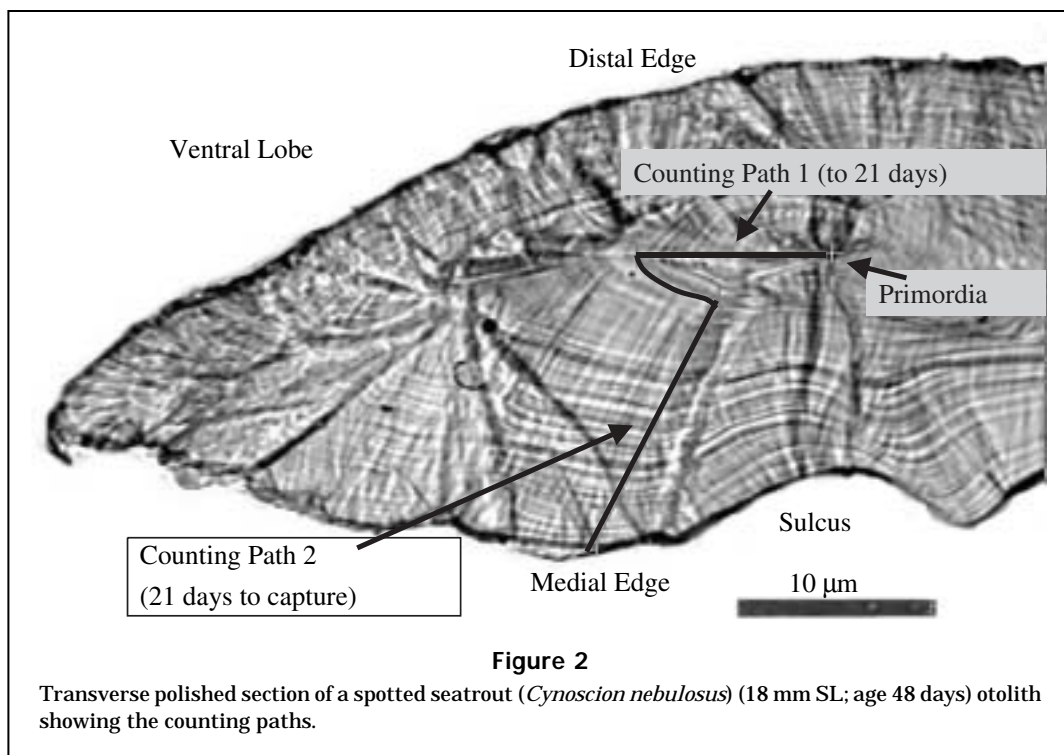 Distal Edge
Ventral Lobe
Counting Path 1 (to 21 days)
Primordia
Sulcus
Counting Path 2
(21 days to capture)
Medial Edge
10 μm
Figure 2
Transverse polished section of a spotted seatrout (Cynoscion nebulosus) (18 mm SL; age 48 days) otolith
showing the counting paths.